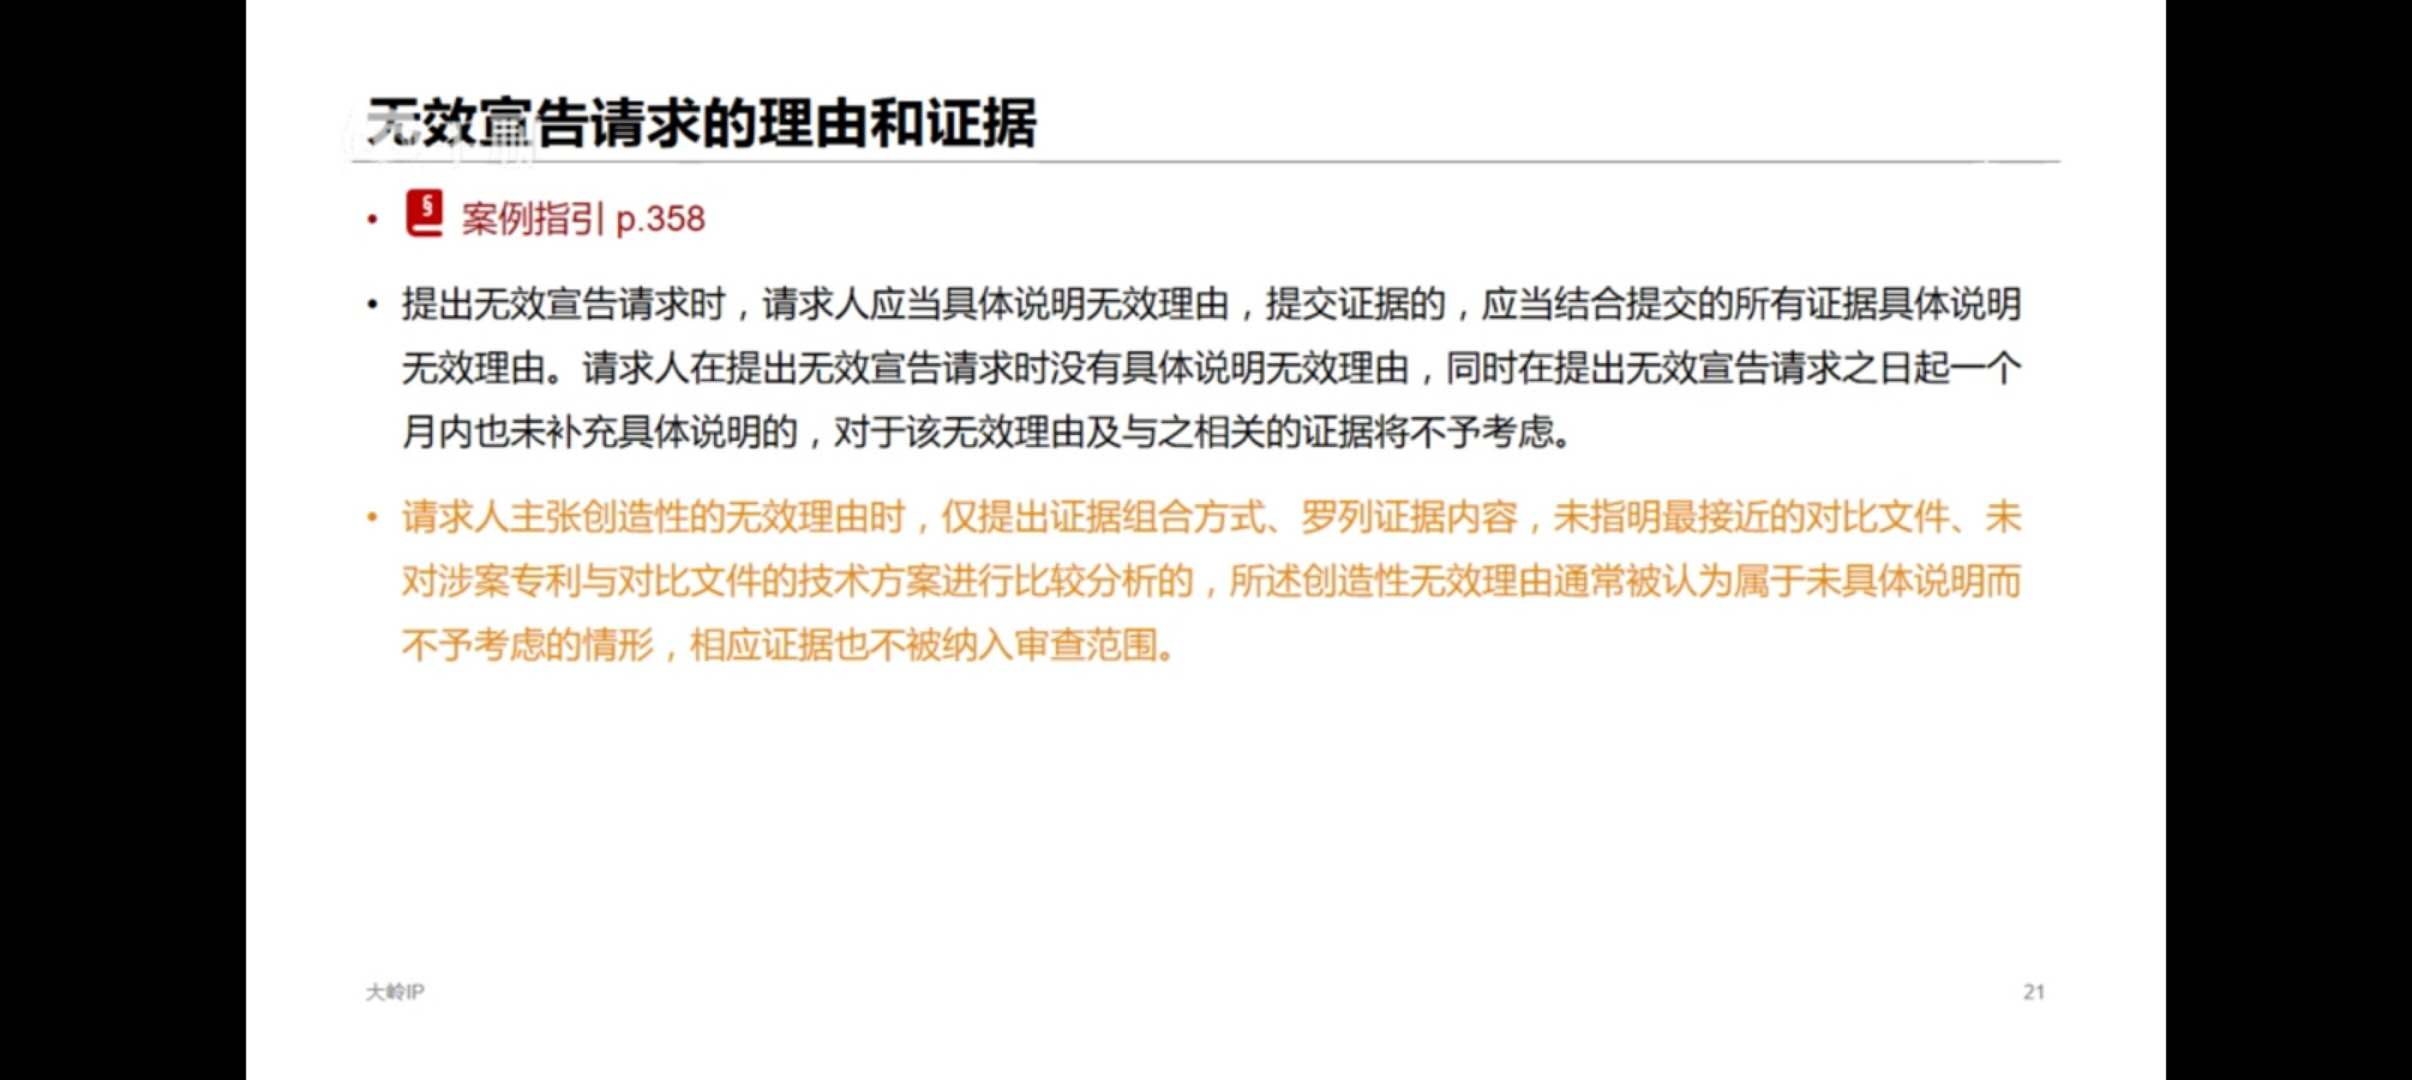 无效宣告请求的理由和证据
• § 案例指引 p.358
• 提出无效宣告请求时，请求人应当具体说明无效理由，提交证据的，应当结合提交的所有证据具体说明
无效理由。请求人在提出无效宣告请求时没有具体说明无效理由，同时在提出无效宣告请求之日起一个
月内也未补充具体说明的，对于该无效理由及与之相关的证据将不予考虑。
• 请求人主张创造性的无效理由时，仅提出证据组合方式、罗列证据内容，未指明最接近的对比文件、未
对涉案专利与对比文件的技术方案进行比较分析的，所述创造性无效理由通常被认为属于未具体说明而
不予考虑的情形，相应证据也不被纳入审查范围。
大岭IP
21